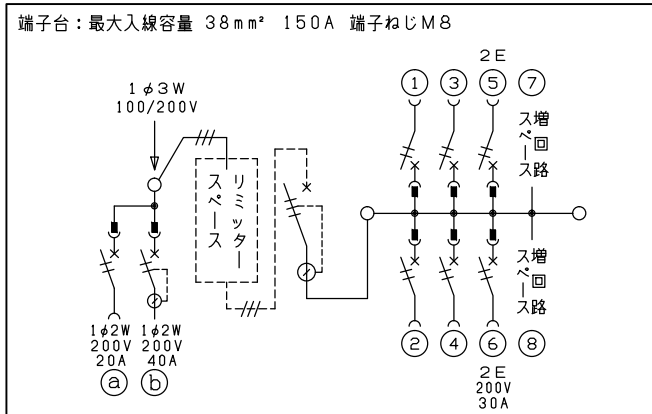 端子台：最大入線容量 38mm² 150A 端子ねじM8
1φ3W
100/200V
リミッター
スペース
1φ2W
200V
20A
ⓐ
1φ2W
200V
40A
ⓑ
2E
① ③ ⑤ ⑦
増回路
スペース
増回路
スペース
② ④ ⑥ ⑧
2E
200V
30A